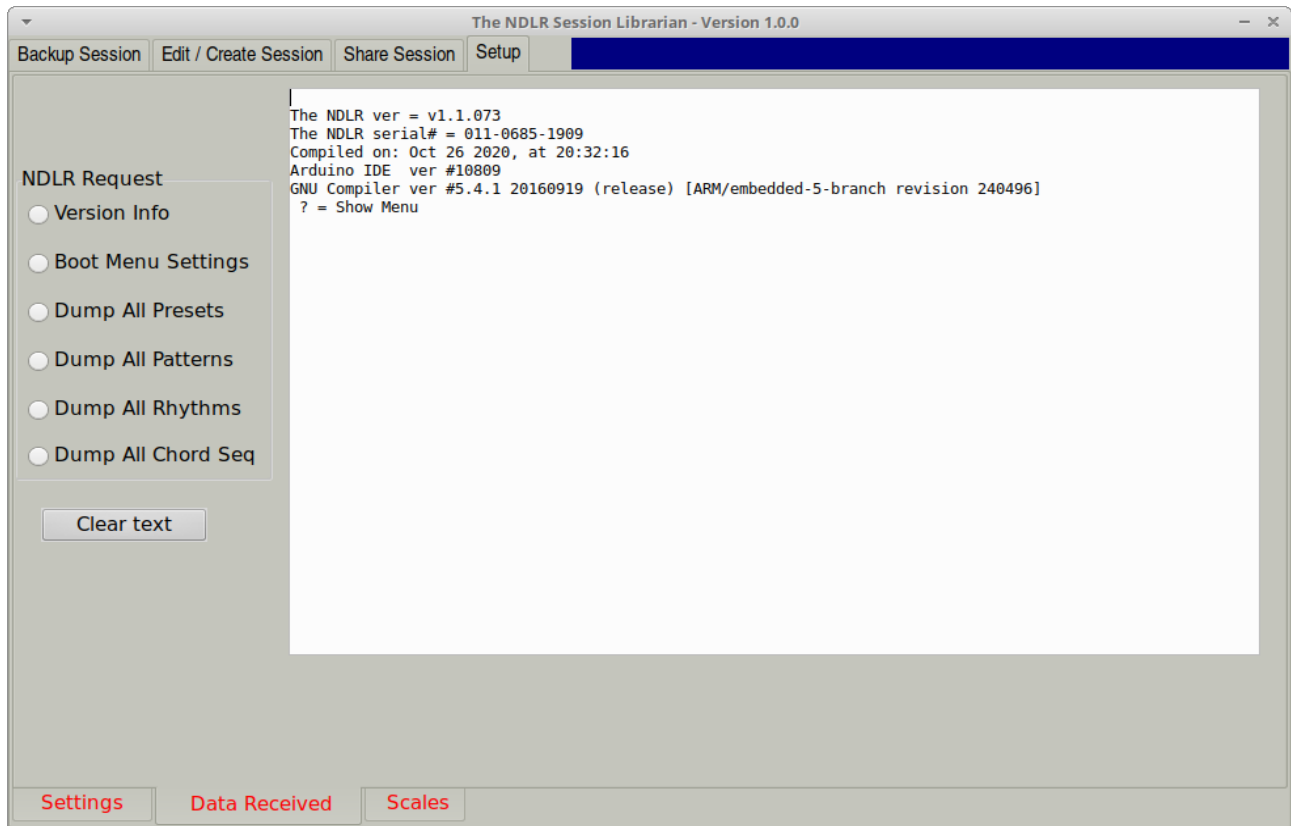 The NDLR Session Librarian - Version 1.0.0
Backup Session Edit / Create Session Share Session Setup
The NDLR ver = v1.1.073
The NDLR serial# = 011-0685-1909
Compiled on: Oct 26 2020, at 20:32:16
Arduino IDE  ver #10809
GNU Compiler ver #5.4.1 20160919 (release) [ARM/embedded-5-branch revision 240496]
? = Show Menu
NDLR Request
Version Info
Boot Menu Settings
Dump All Presets
Dump All Patterns
Dump All Rhythms
Dump All Chord Seq
Clear text
Settings Data Received Scales